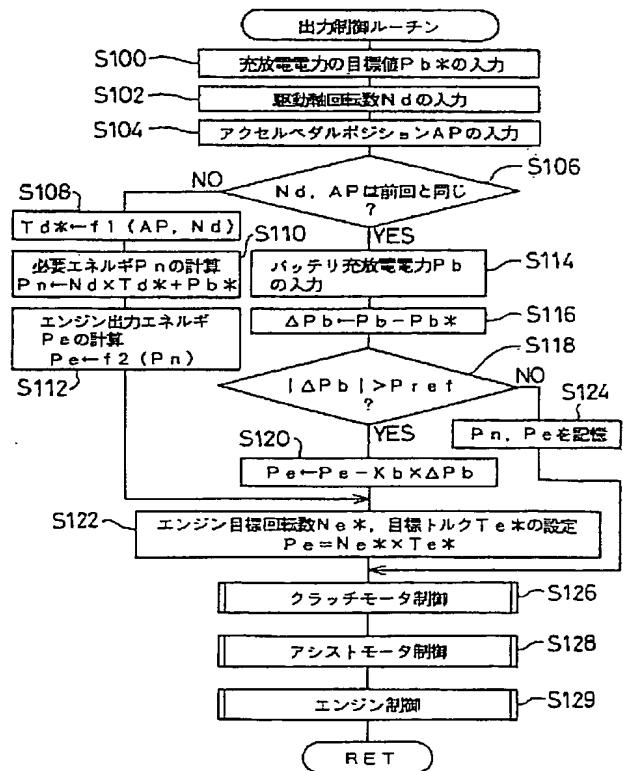 出力制御ルーチン
S100
充放電電力の目標値Pb*の入力
S102
駆動軸回転数Ndの入力
S104
アクセルペダルポジションAPの入力
S106
Nd,APは前回と同じ
?
NO
YES
S108
Td*←f1(AP,Nd)
S110
必要エネルギPnの計算
Pn←Nd×Td*+Pb*
S112
エンジン出力エネルギ
Peの計算
Pe←f2(Pn)
S114
バッテリ充放電電力Pb
の入力
S116
ΔPb←Pb-Pb*
S118
|ΔPb|>Pref
?
NO
YES
S124
Pn,Peを記憶
S120
Pe←Pe-Kb×ΔPb
S122
エンジン目標回転数Ne*,目標トルクTe*の設定
Pe=Ne*×Te*
クラッチモータ制御
S126
アシストモータ制御
S128
エンジン制御
S129
RET